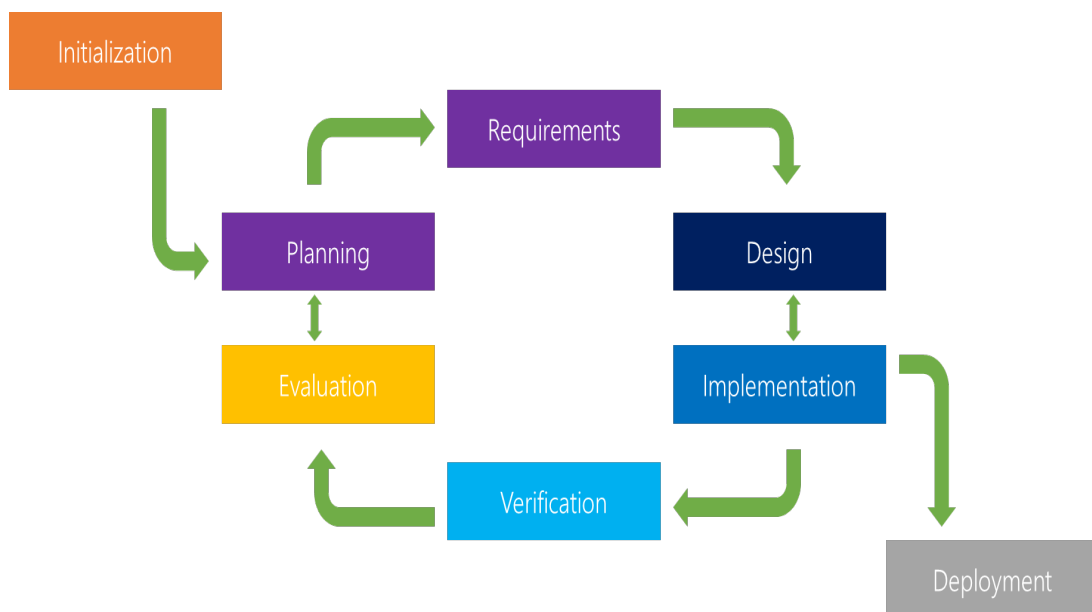 Initialization
Requirements
Planning
Design
Evaluation
Implementation
Verification
Deployment